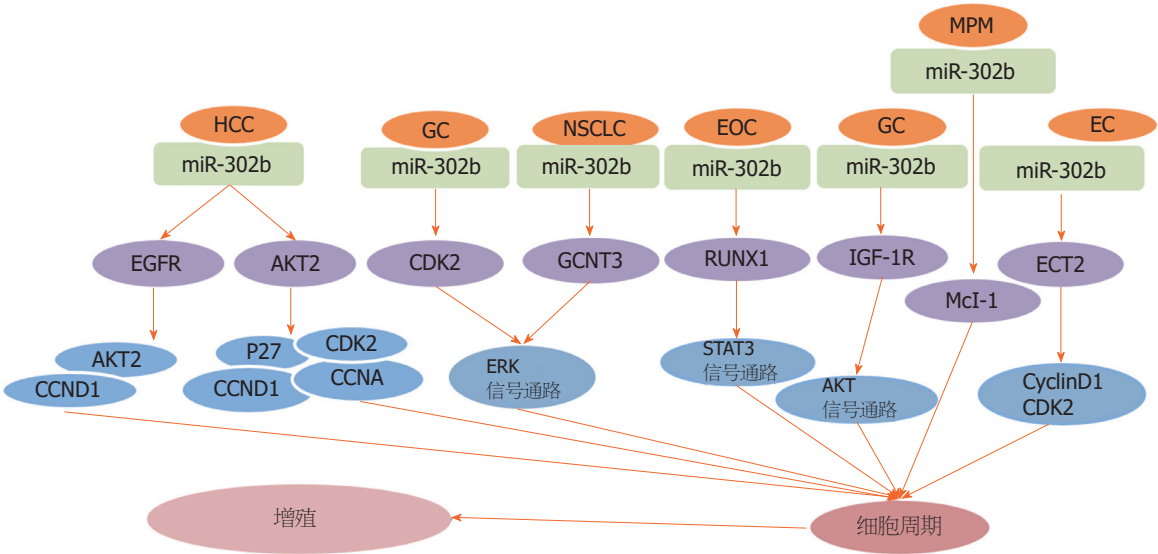 MPM
miR-302b
HCC
miR-302b
GC
miR-302b
NSCLC
miR-302b
EOC
miR-302b
GC
miR-302b
EC
miR-302b
EGFR
AKT2
CDK2
GCNT3
RUNX1
IGF-1R
McI-1
ECT2
AKT2
CCND1
P27
CDK2
CCND1
CCNA
ERK
信号通路
STAT3
信号通路
AKT
信号通路
CyclinD1
CDK2
增殖
细胞周期